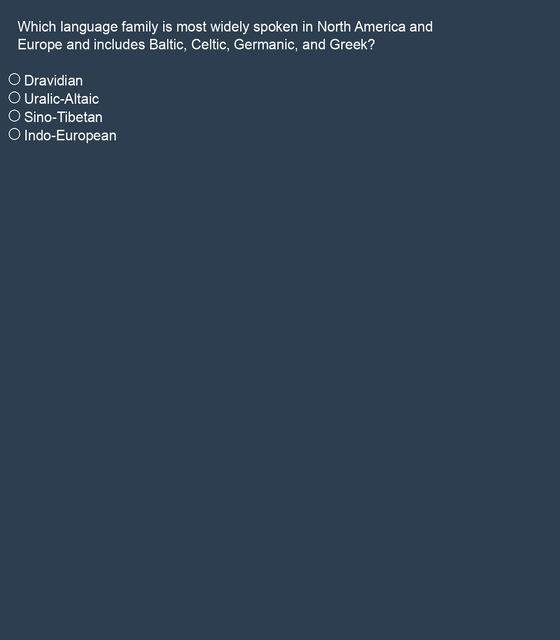 Which language family is most widely spoken in North America and
Europe and includes Baltic, Celtic, Germanic, and Greek?
Dravidian
Uralic-Altaic
Sino-Tibetan
Indo-European